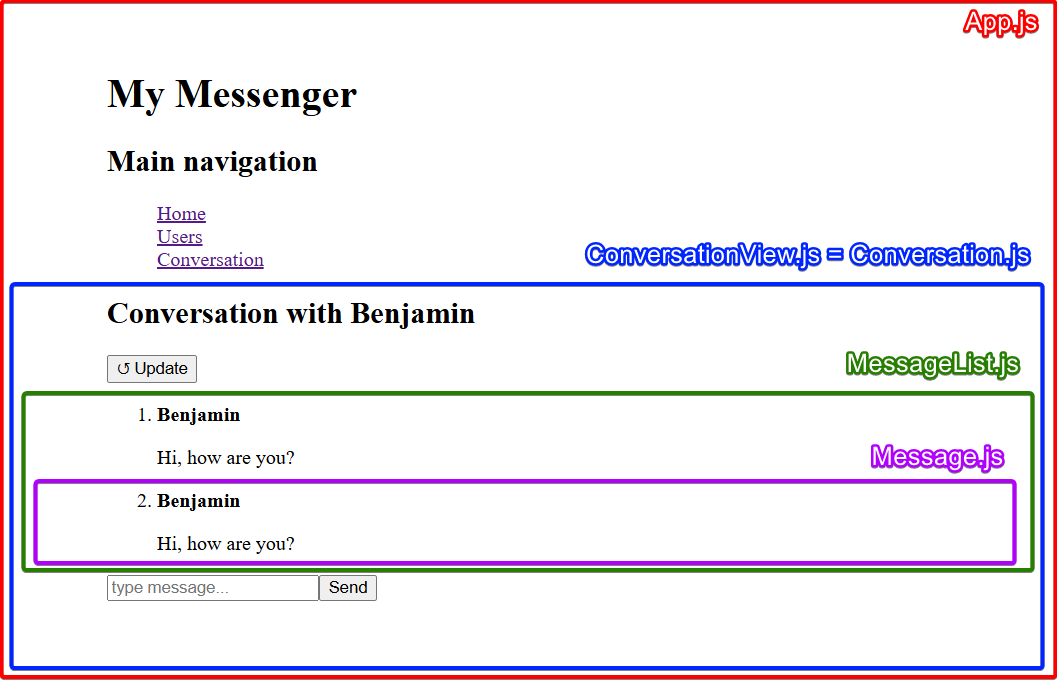 App.js
My Messenger
Main navigation
Home
Users
Conversation
ConversationView.js = Conversation.js
Conversation with Benjamin
↺ Update
MessageList.js
1. Benjamin
Hi, how are you?
Message.js
2. Benjamin
Hi, how are you?
type message... Send